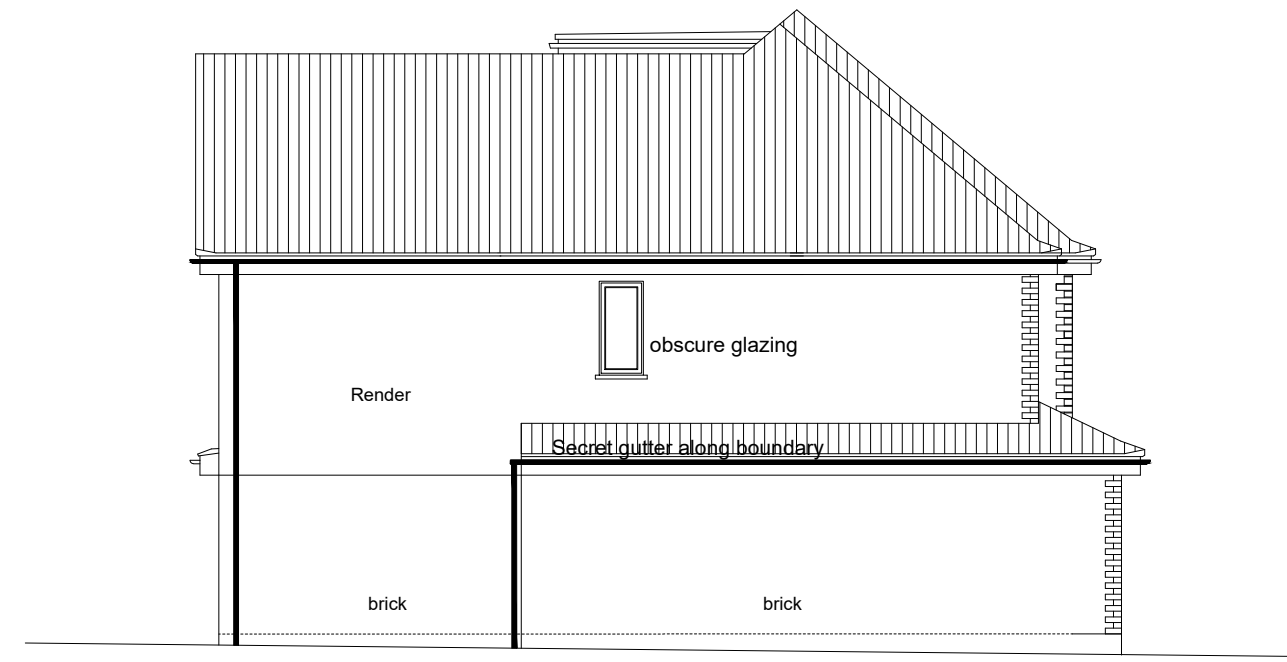 obscure glazing
Render
Secret gutter along boundary
brick
brick